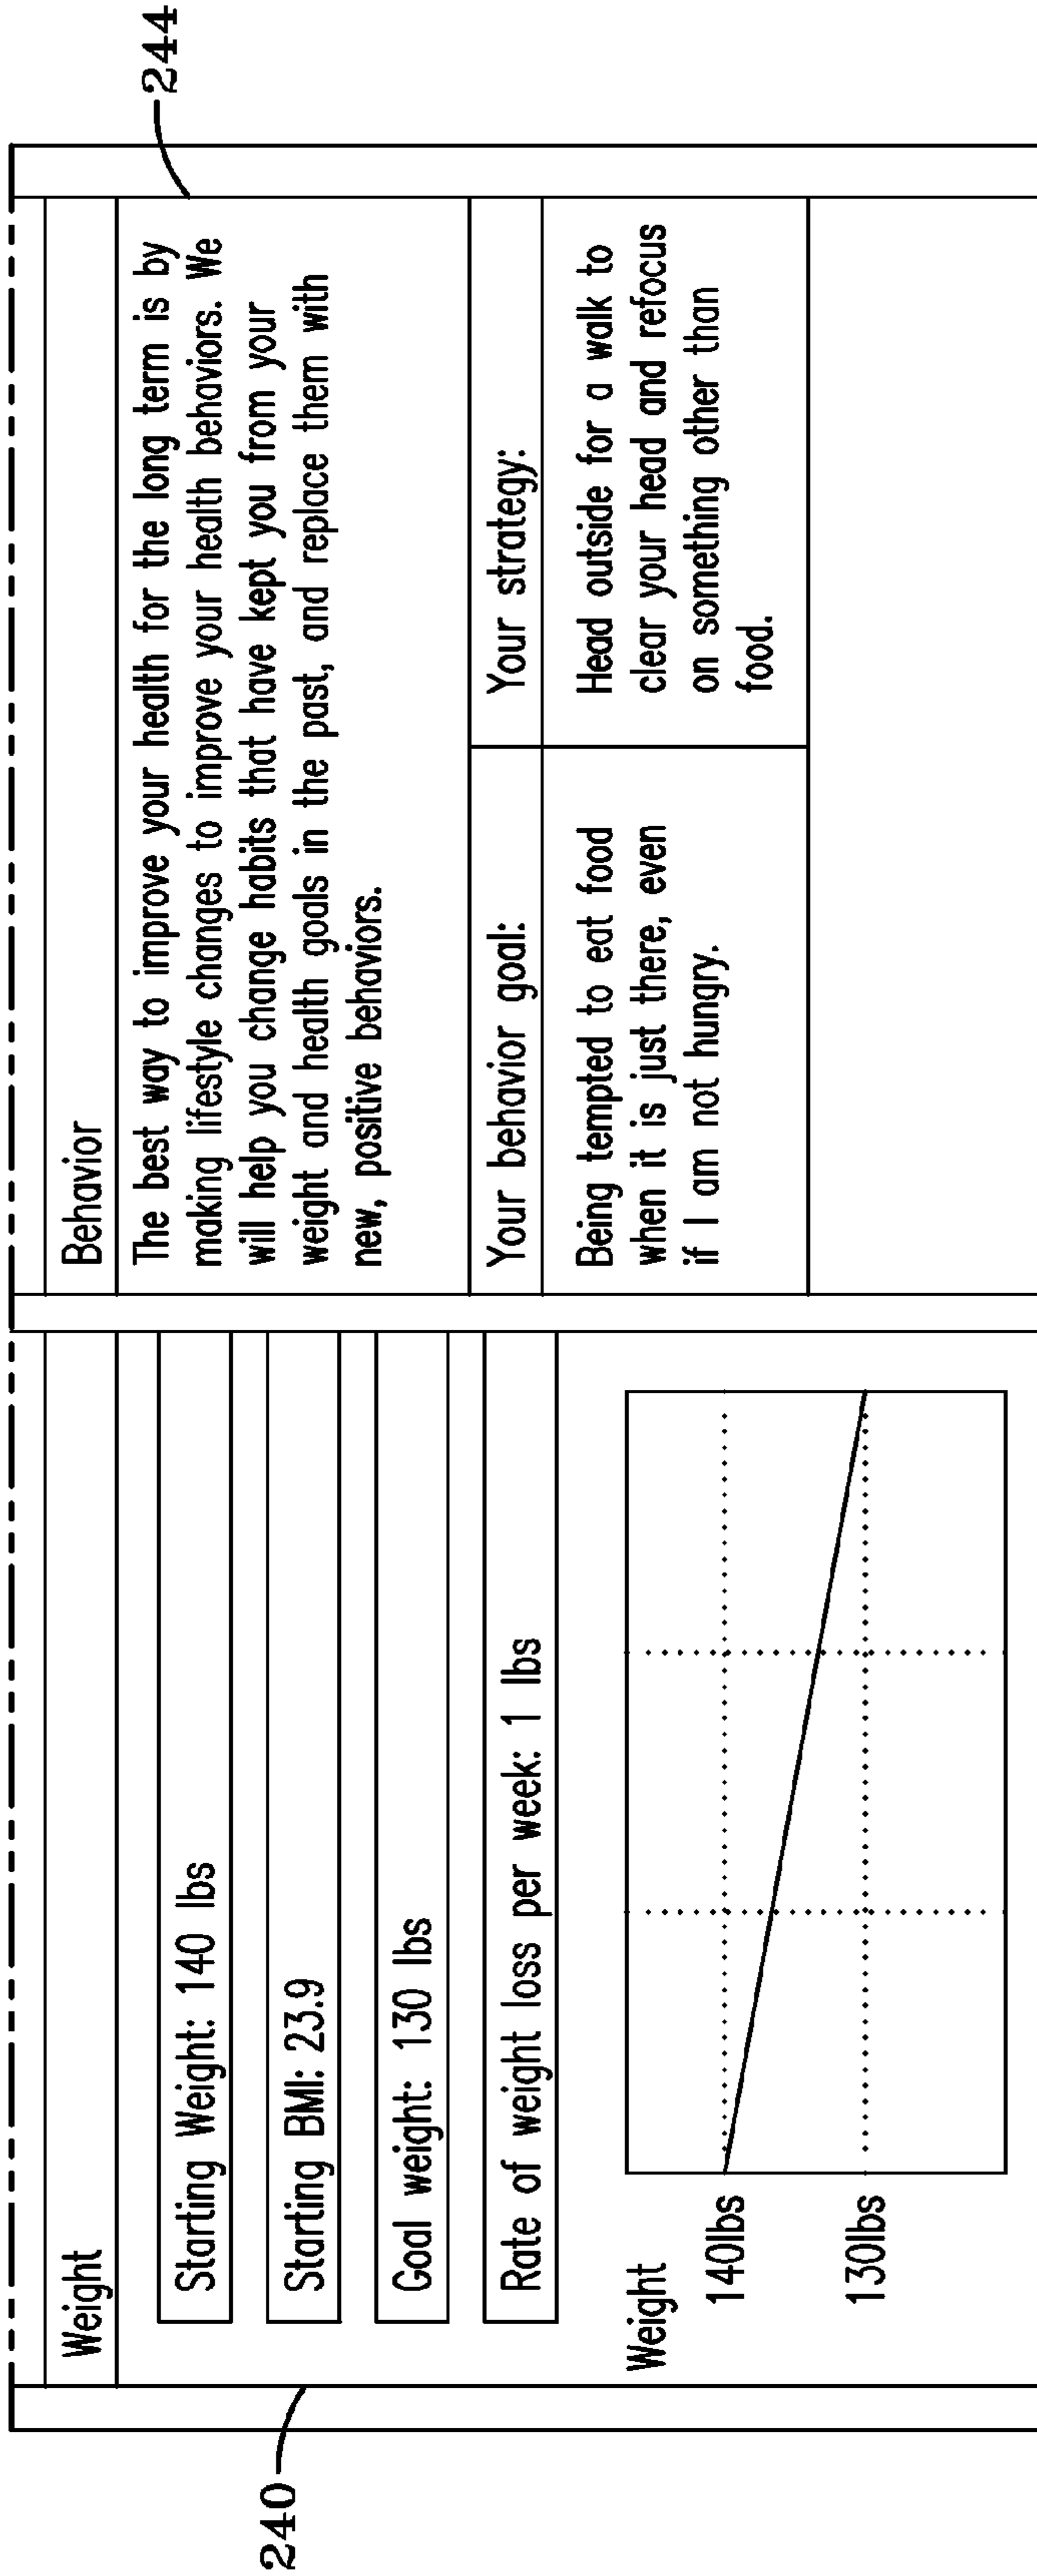 240
Weight
Starting Weight: 140 lbs
Starting BMI: 23.9
Goal weight: 130 lbs
Rate of weight loss per week: 1 lbs
Weight
140lbs
130lbs
244
Behavior
The best way to improve your health for the long term is by
making lifestyle changes to improve your health behaviors. We
will help you change habits that have kept you from your
weight and health goals in the past, and replace them with
new, positive behaviors.
Your behavior goal:
Being tempted to eat food
when it is just there, even
if I am not hungry.
Your strategy:
Head outside for a walk to
clear your head and refocus
on something other than
food.